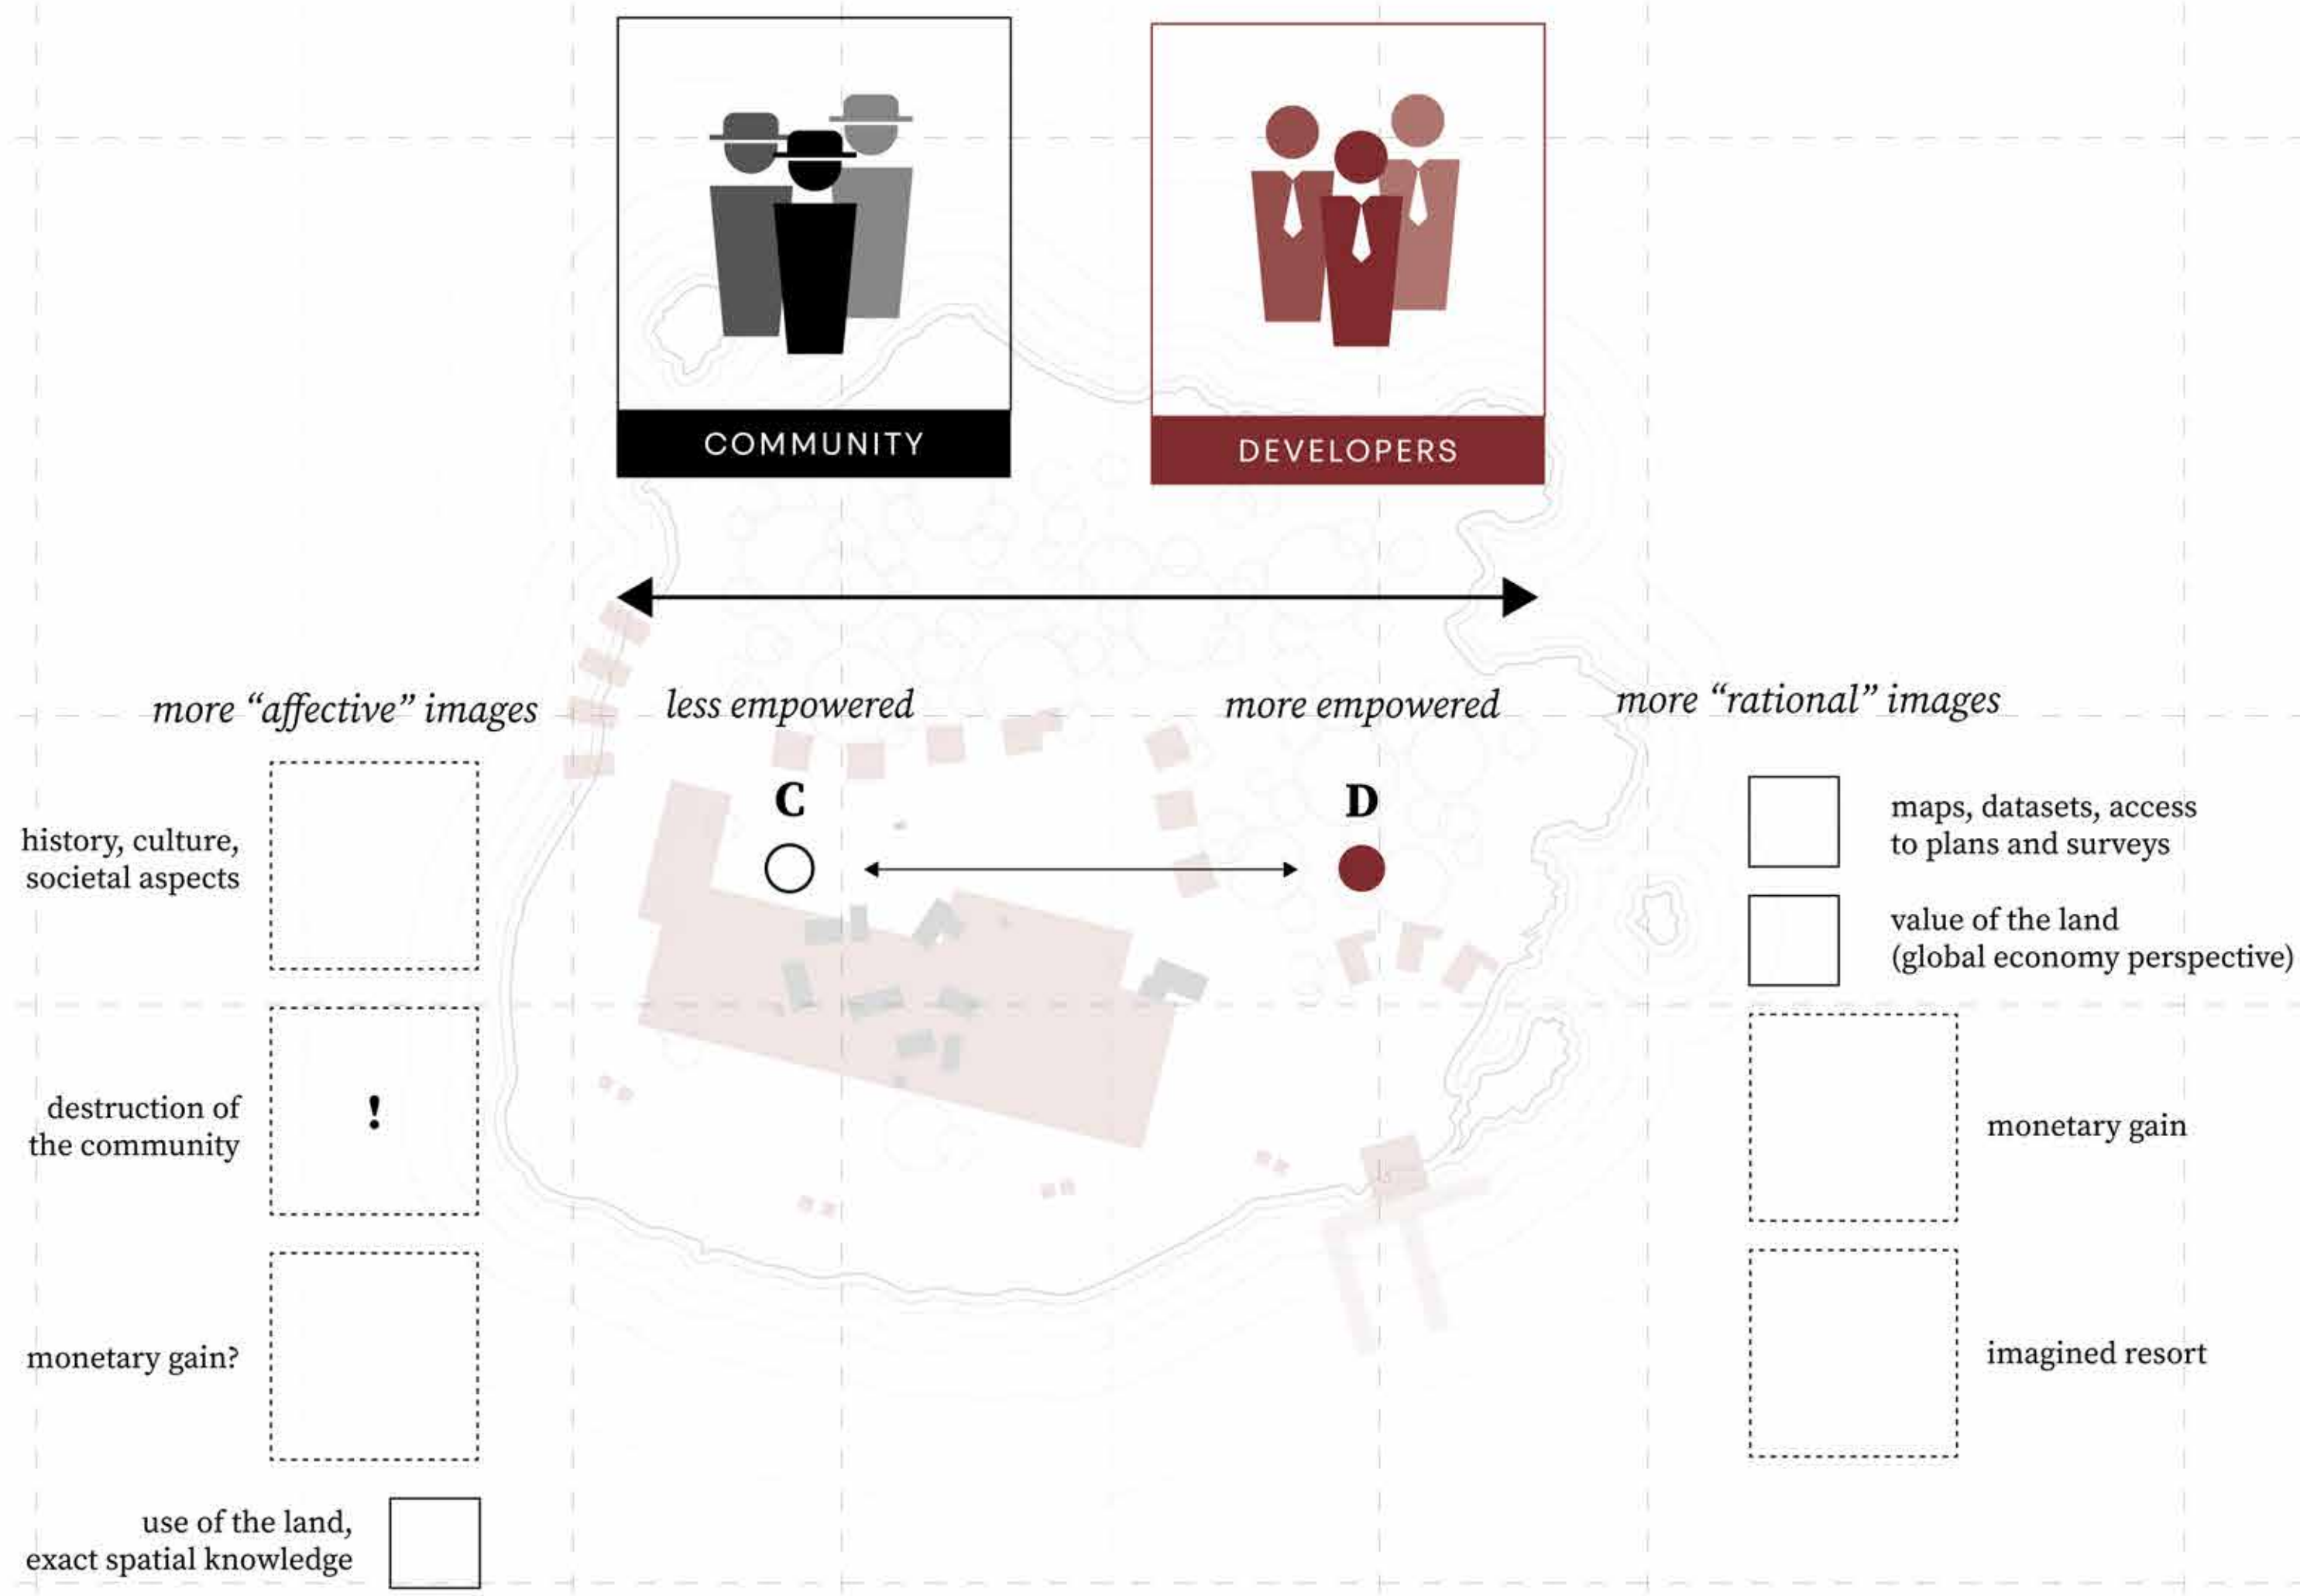 COMMUNITY
DEVELOPERS
more “affective” images
less empowered
more empowered
more “rational” images
C
D
history, culture,
societal aspects
maps, datasets, access
to plans and surveys
value of the land
(global economy perspective)
destruction of
the community
!
monetary gain
monetary gain?
imagined resort
use of the land,
exact spatial knowledge